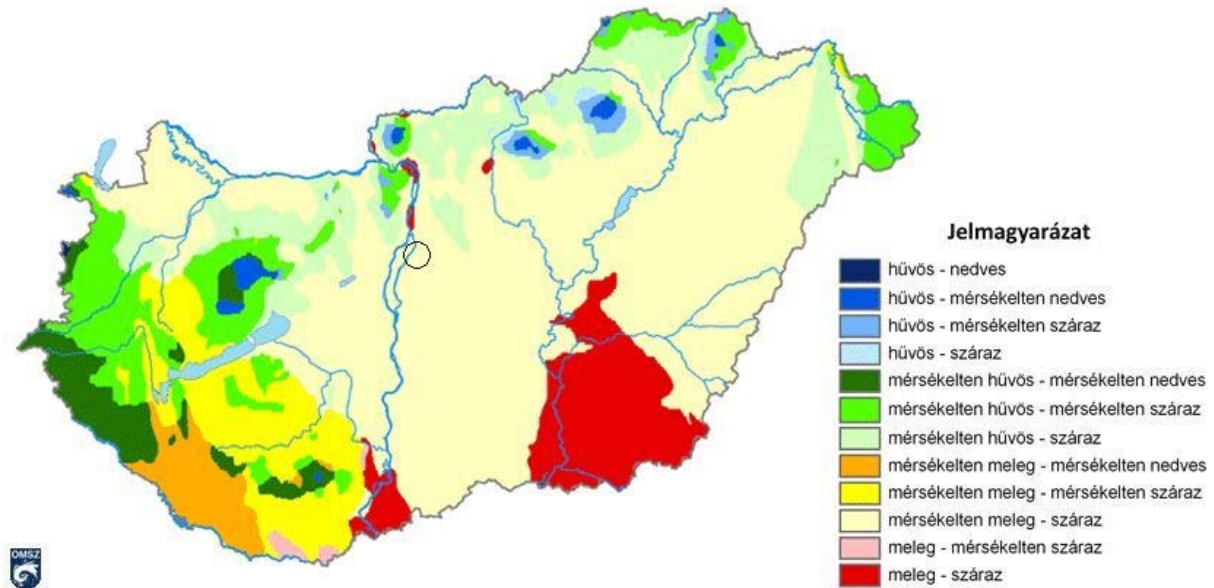 Jelmagyarázat
hűvös - nedves
hűvös - mérsékelten nedves
hűvös - mérsékelten száraz
hűvös - száraz
mérsékelten hűvös - mérsékelten nedves
mérsékelten hűvös - mérsékelten száraz
mérsékelten hűvös - száraz
mérsékelten meleg - mérsékelten nedves
mérsékelten meleg - mérsékelten száraz
mérsékelten meleg - száraz
meleg - mérsékelten száraz
meleg - száraz
OMSZ